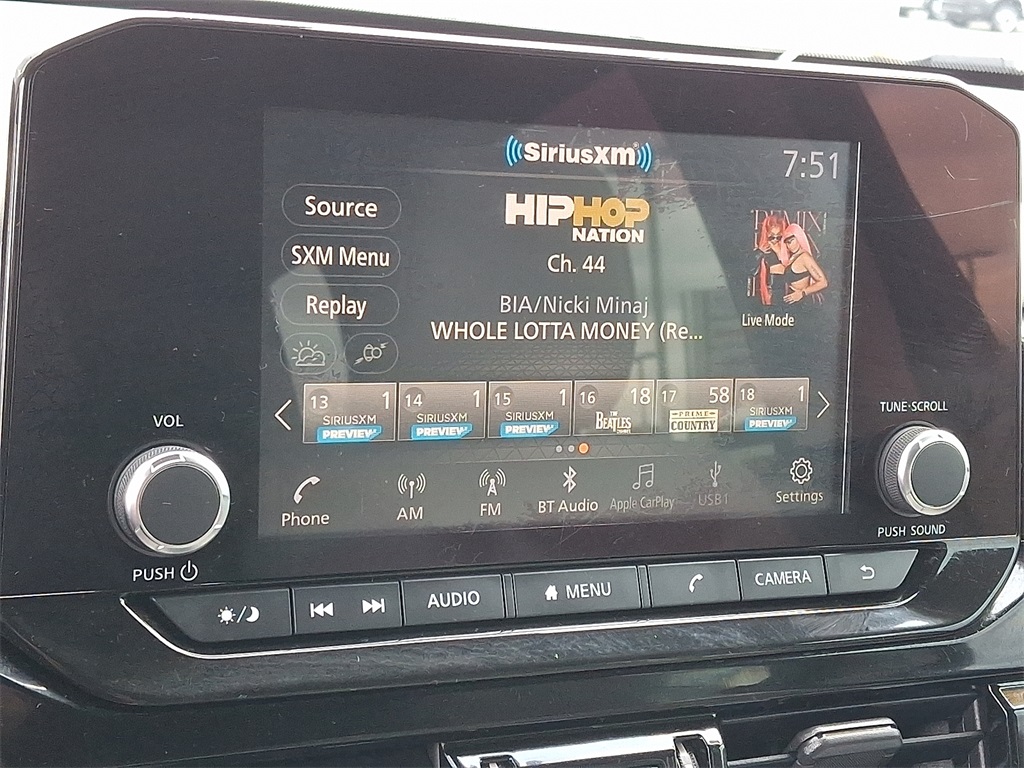 SiriusXm
7:51
Source
HIPHOP
NATION
SXM Menu
Ch. 44
Replay
BIA/Nicki Minaj
Live Mode
WHOLE LOTTA MONEY (Re...
13 1
SIRIUSXM
PREVIEW
14 1
SIRIUSXM
PREVIEW
15 1
SIRIUSXM
PREVIEW
16 18
THE
BEATLES
CHANNEL
17 58
PRIME
COUNTRY
18 1
SIRIUSXM
PREVIEW
VOL
TUNE·SCROLL
Phone
AM
FM
BT Audio
Apple CarPlay
USB1
Settings
PUSH
PUSH SOUND
AUDIO
MENU
CAMERA